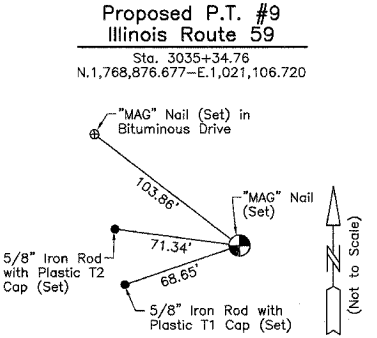 Proposed P.T. #9
Illinois Route 59
Sta. 3035+34.76
N.1,768,876.677–E.1,021,106.720
"MAG" Nail (Set) in
Bituminous Drive
103.86'
"MAG" Nail
(Set)
71.34'
5/8" Iron Rod
with Plastic T2
Cap (Set)
68.65'
5/8" Iron Rod with
Plastic T1 Cap (Set)
N
(Not to Scale)